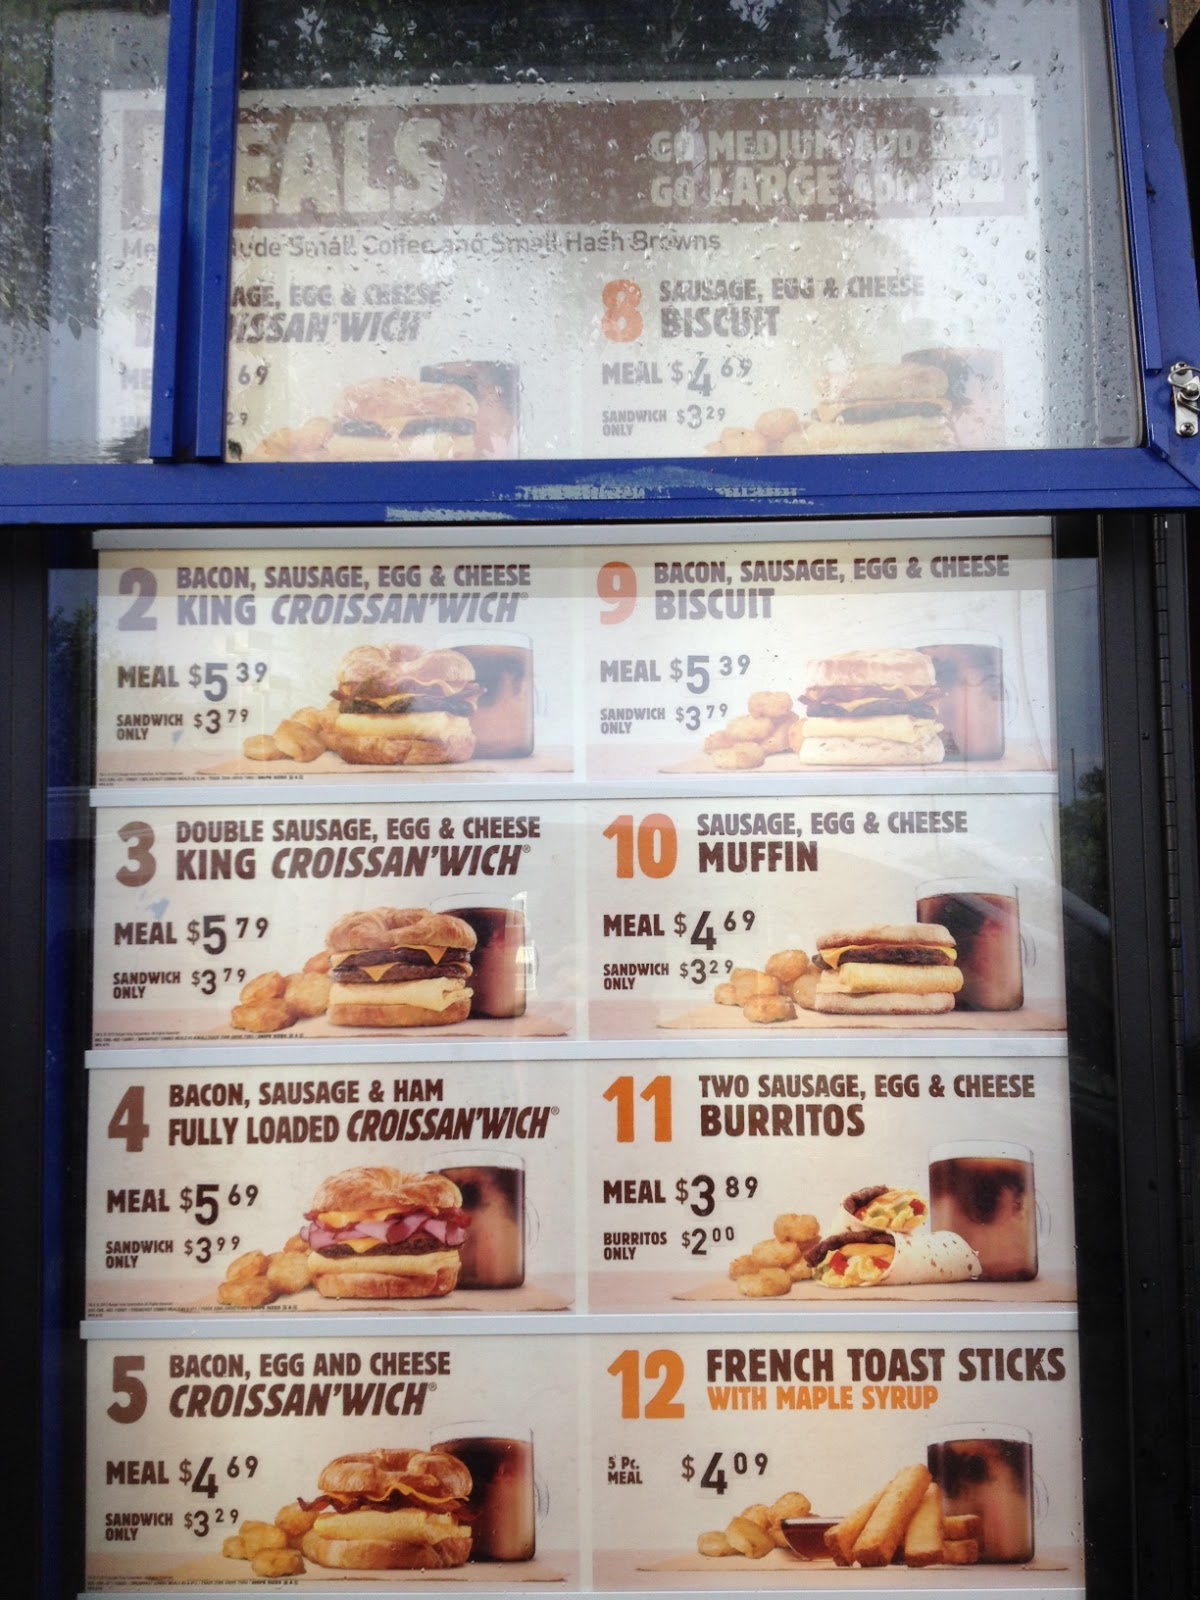 EALS
GO MEDIUM ADD
GO LARGE ADD
lude Small Coffee and Small Hash Browns
1
AGE, EGG & CHEESE
ISSAN'WICH
69
29
8
SAUSAGE, EGG & CHEESE
BISCUIT
MEAL $4 69
SANDWICH ONLY $3 29
2
BACON, SAUSAGE, EGG & CHEESE
KING CROISSAN'WICH®
MEAL $5 39
SANDWICH ONLY $3 79
9
BACON, SAUSAGE, EGG & CHEESE
BISCUIT
MEAL $5 39
SANDWICH ONLY $3 79
3
DOUBLE SAUSAGE, EGG & CHEESE
KING CROISSAN'WICH®
MEAL $5 79
SANDWICH ONLY $3 79
10
SAUSAGE, EGG & CHEESE
MUFFIN
MEAL $4 69
SANDWICH ONLY $3 29
4
BACON, SAUSAGE & HAM
FULLY LOADED CROISSAN'WICH®
MEAL $5 69
SANDWICH ONLY $3 99
11
TWO SAUSAGE, EGG & CHEESE
BURRITOS
MEAL $3 89
BURRITOS ONLY $2 00
5
BACON, EGG AND CHEESE
CROISSAN'WICH®
MEAL $4 69
SANDWICH ONLY $3 29
12
FRENCH TOAST STICKS
WITH MAPLE SYRUP
5 Pc. MEAL $4 09